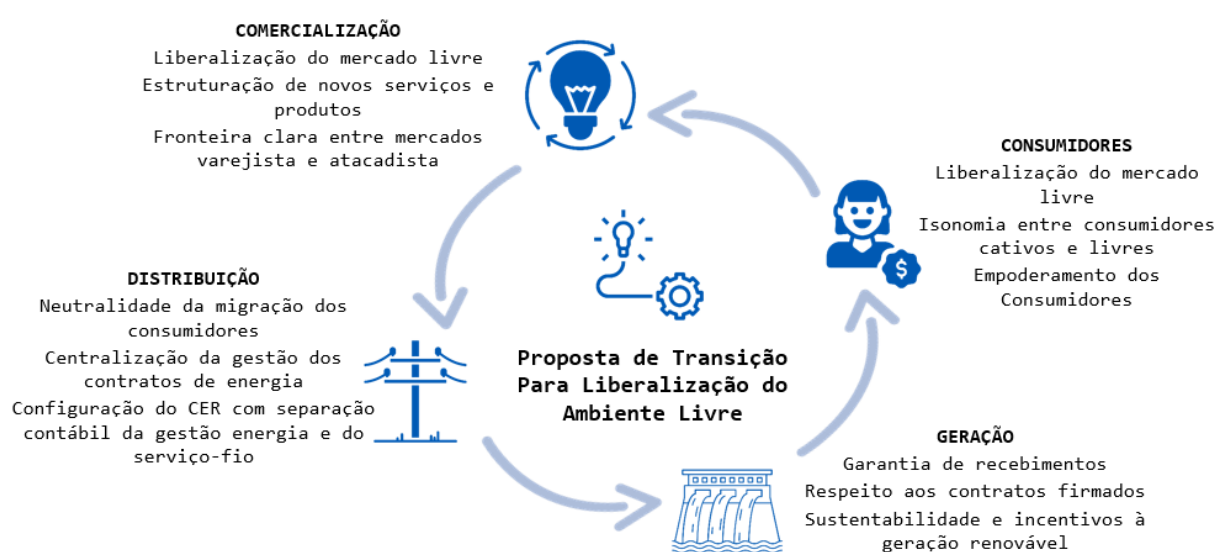 COMERCIALIZAÇÃO
Liberalização do mercado livre
Estruturação de novos serviços e
produtos
Fronteira clara entre mercados
varejista e atacadista
CONSUMIDORES
Liberalização do mercado
livre
Isonomia entre consumidores
cativos e livres
Empoderamento dos
Consumidores
$
DISTRIBUIÇÃO
Neutralidade da migração dos
consumidores
Centralização da gestão dos
contratos de energia
Configuração do CER com separação
contábil da gestão energia e do
serviço-fio
Proposta de Transição
Para Liberalização do
Ambiente Livre
GERAÇÃO
Garantia de recebimentos
Respeito aos contratos firmados
Sustentabilidade e incentivos à
geração renovável